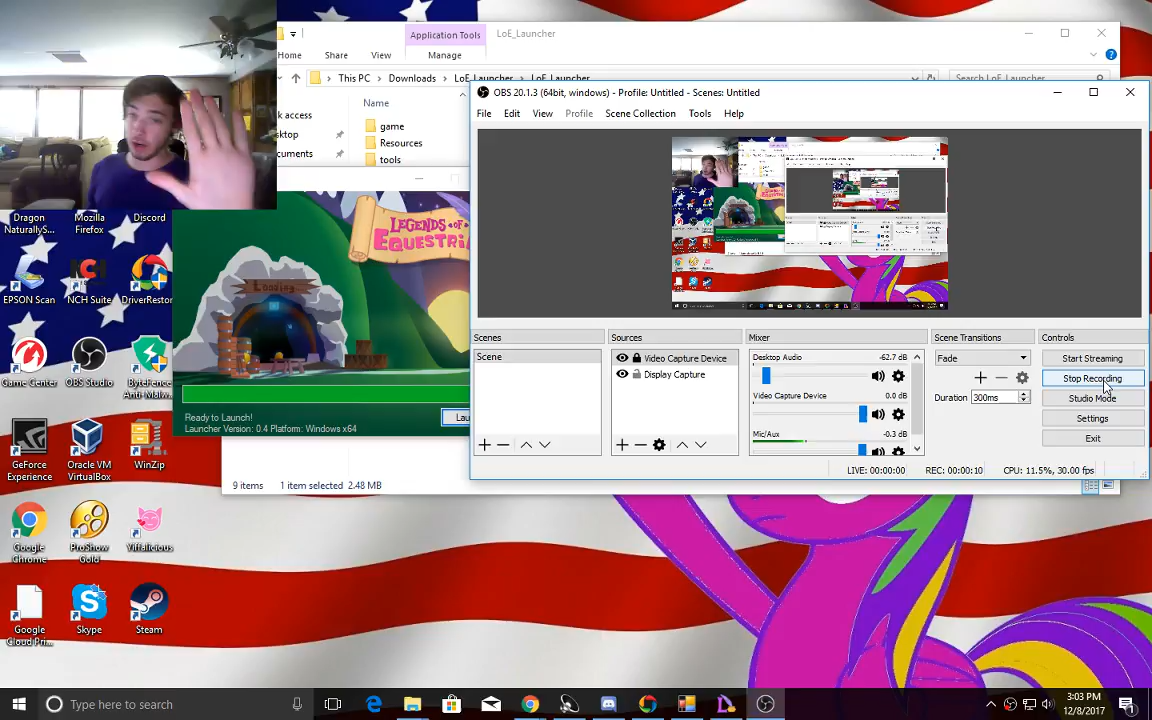 Application Tools
LoE_Launcher
Home
Share
View
Manage
This PC
Downloads
LoE_Launcher
LoE_Launcher
Search LoE_Launcher
Name
game
Resources
tools
OBS 20.1.3 (64bit, windows) - Profile: Untitled - Scenes: Untitled
File
Edit
View
Profile
Scene Collection
Tools
Help
Dragon
NaturallyS...
Mozilla
Firefox
Discord
EPSON Scan
NCH Suite
DriverRestor
Game Center
OBS Studio
ByteFence
Anti-Malw...
GeForce
Experience
Oracle VM
VirtualBox
WinZip
Google
Chrome
ProShow
Gold
Yiffalicious
Google
Cloud Pri...
Skype
Steam
LEGENDS of
EQUESTRI
Loading
Ready to Launch!
Launcher Version: 0.4 Platform: Windows x64
9 items
1 item selected 2.48 MB
Scenes
Scene
Sources
Video Capture Device
Display Capture
Mixer
Desktop Audio
-62.7 dB
Video Capture Device
0.0 dB
Mic/Aux
-0.3 dB
Scene Transitions
Fade
Duration
300ms
Controls
Start Streaming
Stop Recording
Studio Mode
Settings
Exit
LIVE: 00:00:00
REC: 00:00:10
CPU: 11.5%, 30.00 fps
Type here to search
3:03 PM
12/8/2017